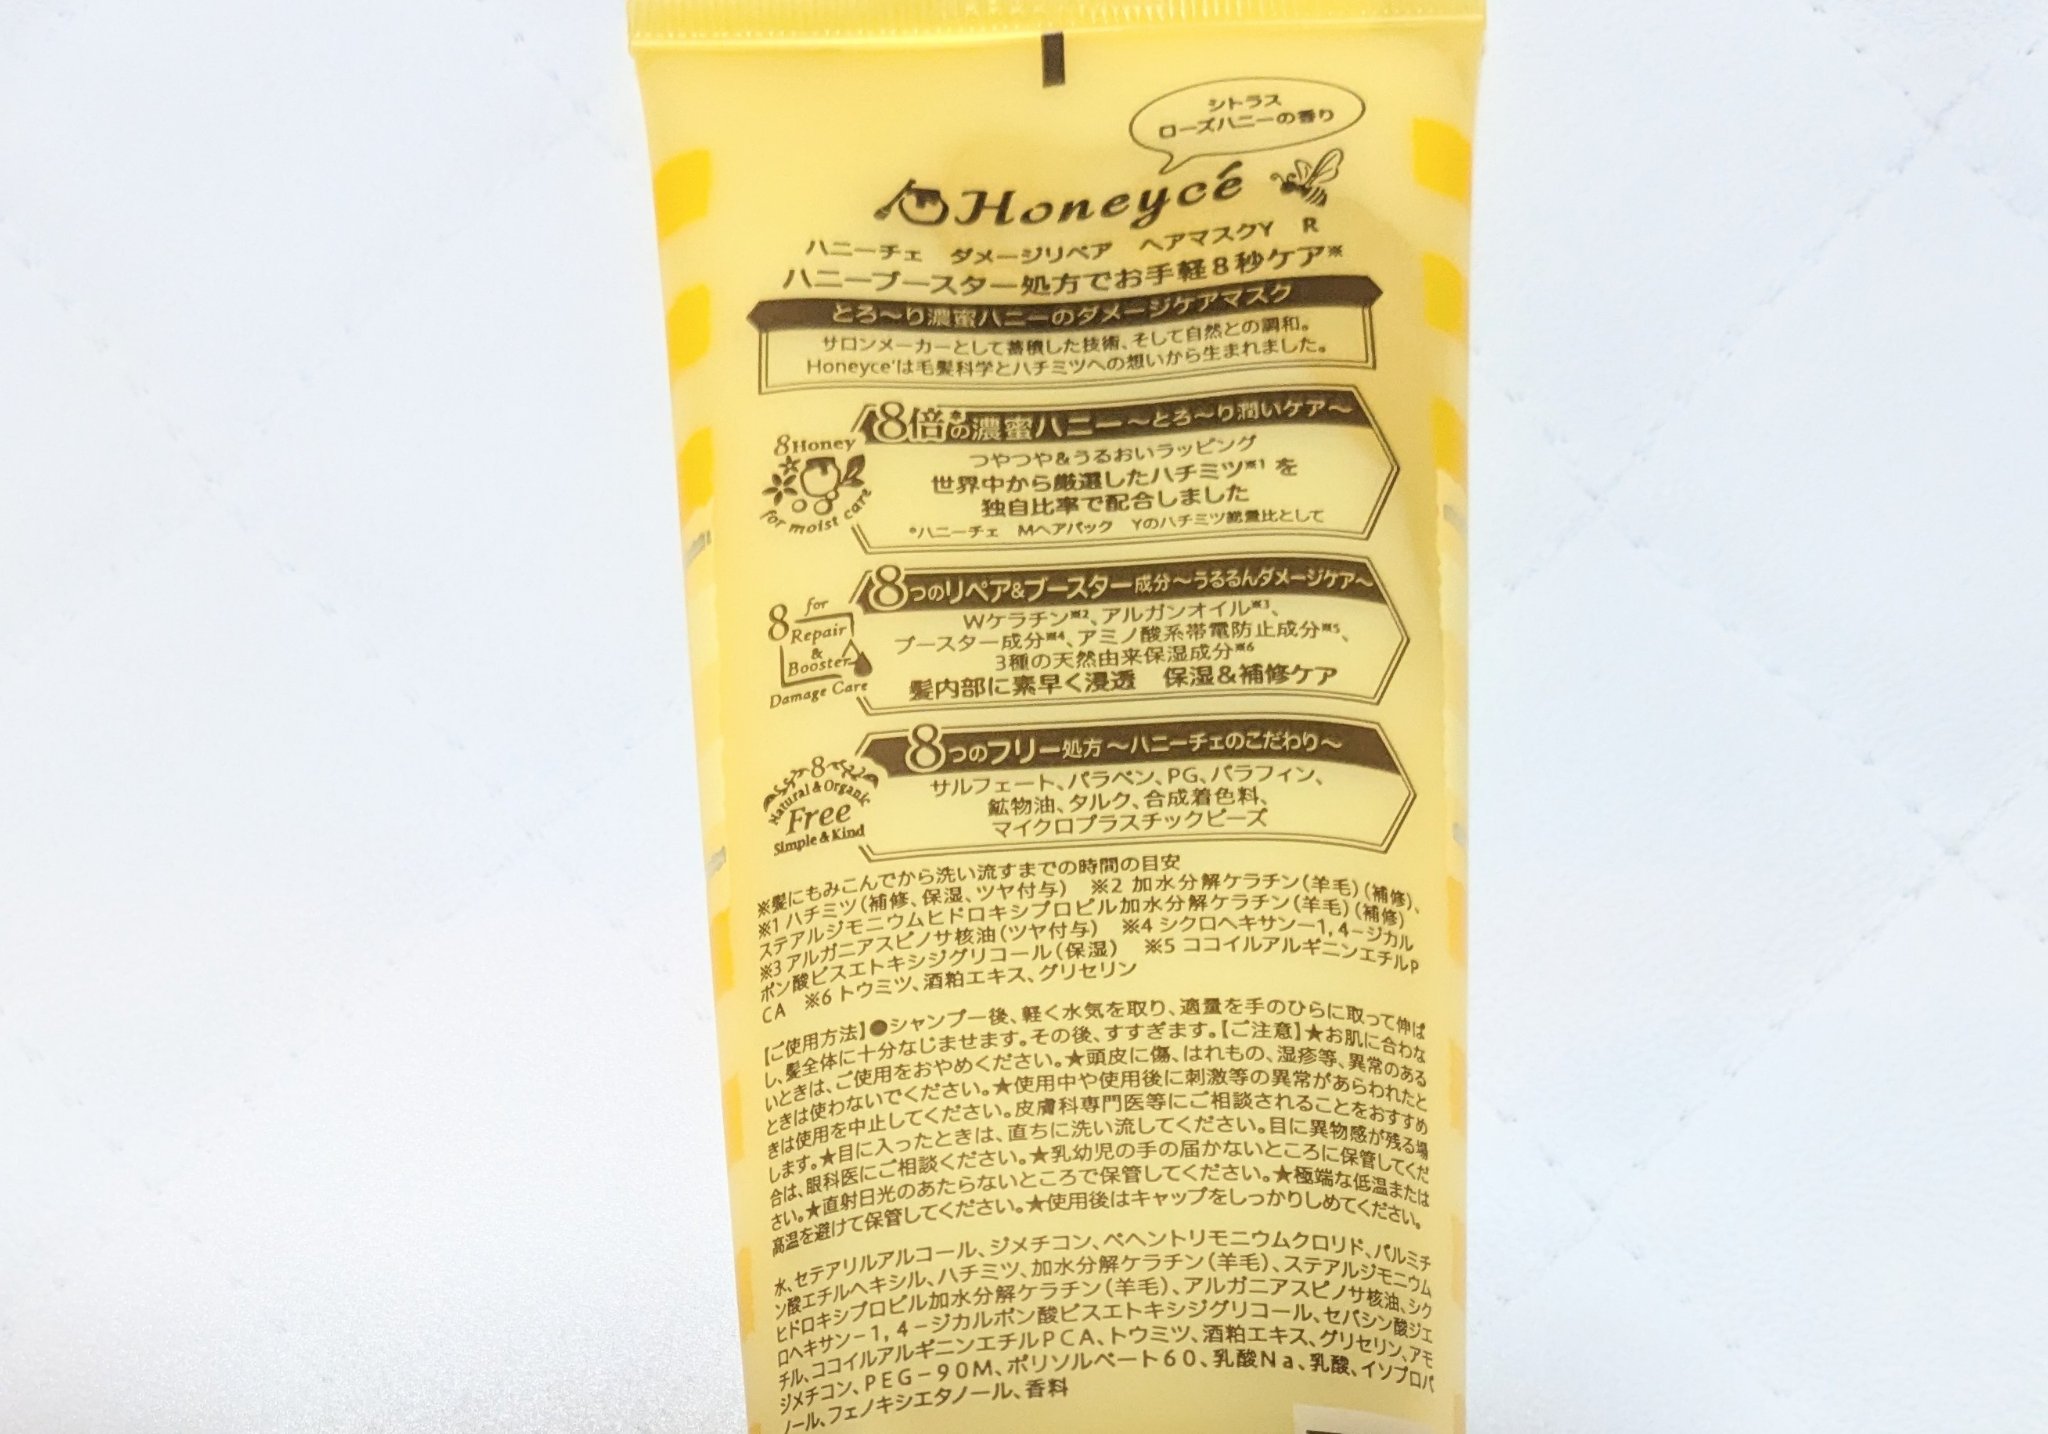 シトラス
ローズハニーの香り
Honeycé
ハニーチェ ダメージリペア ヘアマスクY R
ハニーブースター処方でお手軽8秒ケア※
とろ〜り濃蜜ハニーのダメージケアマスク
サロンメーカーとして蓄積した技術、そして自然との調和。
Honeyce'は毛髪科学とハチミツへの想いから生まれました。
8Honey
for moist care
8倍*の濃蜜ハニー〜とろ〜り潤いケア〜
つやつや&うるおいラッピング
世界中から厳選したハチミツ※1を
独自比率で配合しました
*ハニーチェ Mヘアパック Yのハチミツ総量比として
8 for
Repair
&
Booster
Damage Care
8つのリペア&ブースター成分〜うるるんダメージケア〜
Wケラチン※2、アルガンオイル※3、
ブースター成分※4、アミノ酸系帯電防止成分※5、
3種の天然由来保湿成分※6
髪内部に素早く浸透 保湿&補修ケア
8
Natural & Organic
Free
Simple & Kind
8つのフリー処方〜ハニーチェのこだわり〜
サルフェート、パラベン、PG、パラフィン、
鉱物油、タルク、合成着色料、
マイクロプラスチックビーズ
※髪にもみこんでから洗い流すまでの時間の目安
※1 ハチミツ（補修、保湿、ツヤ付与） ※2 加水分解ケラチン（羊毛）（補修）、
ステアルジモニウムヒドロキシプロピル加水分解ケラチン（羊毛）（補修）
※3 アルガニアスピノサ核油（ツヤ付与） ※4 シクロヘキサン－1，4－ジカル
ボン酸ビスエトキシジグリコール（保湿） ※5 ココイルアルギニンエチルP
CA ※6 トウミツ、酒粕エキス、グリセリン
【ご使用方法】●シャンプー後、軽く水気を取り、適量を手のひらに取って伸ば
し、髪全体に十分なじませます。その後、すすぎます。【ご注意】★お肌に合わな
いときは、ご使用をおやめください。★頭皮に傷、はれもの、湿疹等、異常のある
ときは使わないでください。★使用中や使用後に刺激等の異常があらわれたと
きは使用を中止してください。皮膚科専門医等にご相談されることをおすすめ
します。★目に入ったときは、直ちに洗い流してください。目に異物感が残る場
合は、眼科医にご相談ください。★乳幼児の手の届かないところに保管してくだ
さい。★直射日光のあたらないところで保管してください。★極端な低温または
高温を避けて保管してください。★使用後はキャップをしっかりしめてください。
水、セテアリルアルコール、ジメチコン、ベヘントリモニウムクロリド、パルミチ
ン酸エチルヘキシル、ハチミツ、加水分解ケラチン（羊毛）、ステアルジモニウム
ヒドロキシプロピル加水分解ケラチン（羊毛）、アルガニアスピノサ核油、シク
ロヘキサン－1，4－ジカルボン酸ビスエトキシジグリコール、セバシン酸ジエ
チル、ココイルアルギニンエチルPCA、トウミツ、酒粕エキス、グリセリン、アモ
ジメチコン、PEG－90M、ポリソルベート60、乳酸Na、乳酸、イソプロパ
ノール、フェノキシエタノール、香料